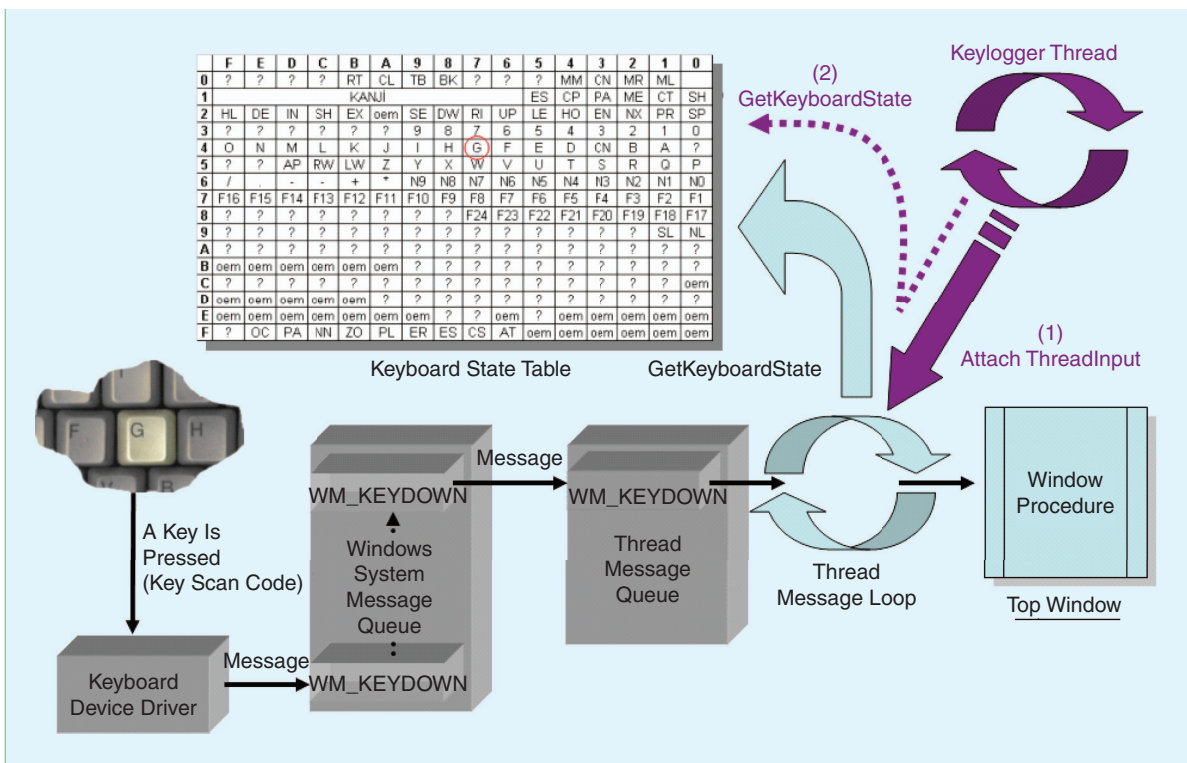 Keylogger Thread
(2)
GetKeyboardState
F E D C B A 9 8 7 6 5 4 3 2 1 0
0 ? ? ? ? RT CL TB BK ? ? ? MM CN MR ML
1 KANJİ ES CP PA ME CT SH
2 HL DE IN SH EX oem SE DW RI UP LE HO EN NX PR SP
3 ? ? ? ? ? ? 9 8 7 6 5 4 3 2 1 0
4 O N M L K J I H G F E D CN B A ?
5 ? ? AP RW LW Z Y X W V U T S R Q P
6 / . - - + * N9 N8 N7 N6 N5 N4 N3 N2 N1 N0
7 F16 F15 F14 F13 F12 F11 F10 F9 F8 F7 F6 F5 F4 F3 F2 F1
8 ? ? ? ? ? ? ? ? F24 F23 F22 F21 F20 F19 F18 F17
9 ? ? ? ? ? ? ? ? ? ? ? ? ? ? SL NL
A ? ? ? ? ? ? ? ? ? ? ? ? ? ? ? ?
B oem oem oem oem oem oem ? ? ? ? ? ? ? ? ? ?
C ? ? ? ? ? ? ? ? ? ? ? ? ? ? ? oem
D oem oem oem oem oem ? ? ? ? ? ? ? ? ? ? ?
E oem oem oem oem oem oem oem ? ? oem ? oem oem oem oem oem
F ? OC PA NN ZO PL ER ES CS AT oem oem oem oem oem oem
Keyboard State Table
GetKeyboardState
(1)
Attach ThreadInput
F G H
V B
A Key Is
Pressed
(Key Scan Code)
Keyboard
Device Driver
Message
WM_KEYDOWN
Windows
System
Message
Queue
WM_KEYDOWN
Message
WM_KEYDOWN
Thread
Message
Queue
Thread
Message Loop
Window
Procedure
Top Window